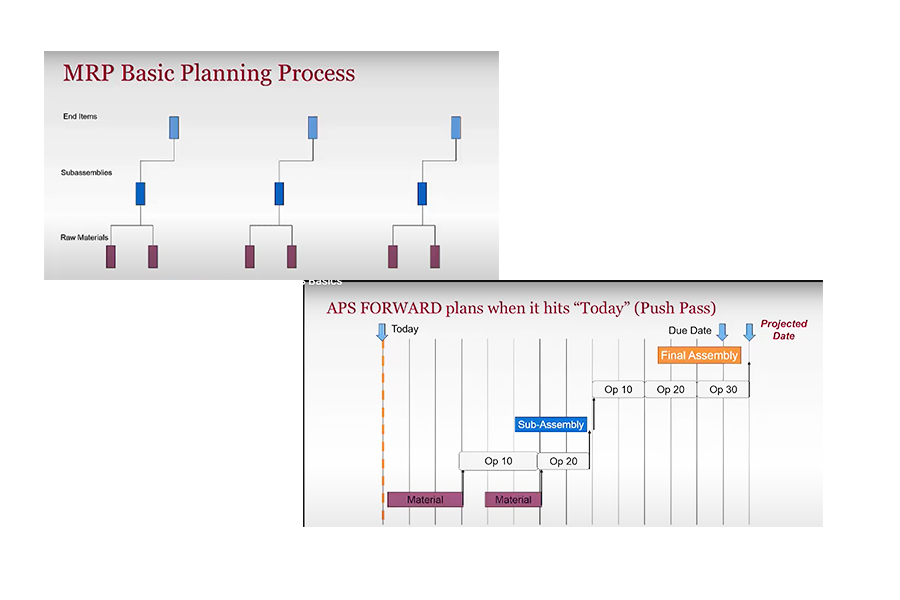 MRP Basic Planning Process
End Items
Subassemblies
Raw Materials
Basics
APS FORWARD plans when it hits “Today” (Push Pass)
Today
Due Date
Projected
Date
Final Assembly
Op 10
Op 20
Op 30
Sub-Assembly
Op 10
Op 20
Material
Material